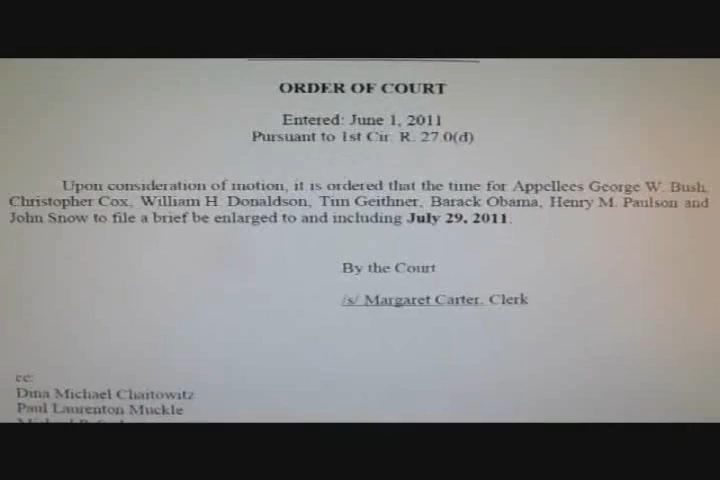 ORDER OF COURT
Entered: June 1, 2011
Pursuant to 1st Cir. R. 27.0(d)
Upon consideration of motion, it is ordered that the time for Appellees George W. Bush,
Christopher Cox, William H. Donaldson, Tim Geithner, Barack Obama, Henry M. Paulson and
John Snow to file a brief be enlarged to and including July 29, 2011.
By the Court
/s/ Margaret Carter, Clerk
cc:
Dina Michael Chaitowitz
Paul Laurenton Muckle